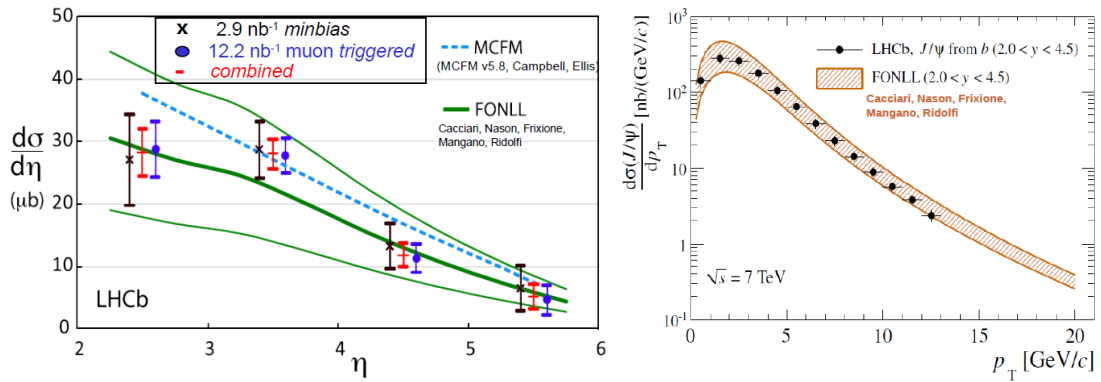 50
40
30
20
10
0
dσ
dη
(μb)
2.9 nb⁻¹ minbias
12.2 nb⁻¹ muon triggered
combined
MCFM
(MCFM v5.8, Campbell, Ellis)
FONLL
Cacciari, Nason, Frixione,
Mangano, Ridolfi
LHCb
2 3 4 5 6
η
dσ(J/ψ)
dp_T
[nb/(GeV/c)]
10³
10²
10
1
10⁻¹
LHCb, J/ψ from b (2.0 < y < 4.5)
FONLL (2.0 < y < 4.5)
Cacciari, Nason, Frixione,
Mangano, Ridolfi
√s = 7 TeV
0 5 10 15 20
p_T [GeV/c]